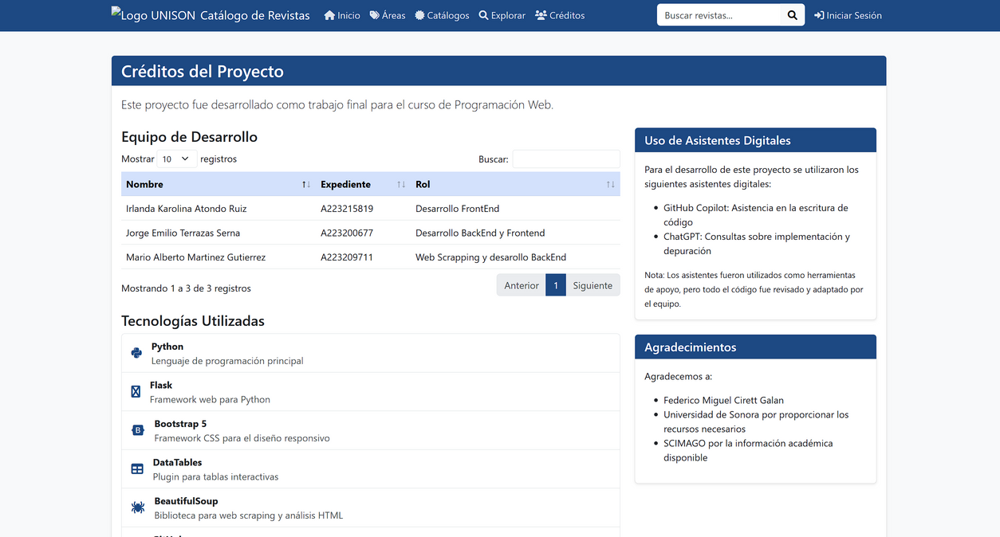 Logo UNISON Catálogo de Revistas Inicio Áreas Catálogos Explorar Créditos Buscar revistas... Iniciar Sesión
Créditos del Proyecto
Este proyecto fue desarrollado como trabajo final para el curso de Programación Web.
Equipo de Desarrollo
Mostrar 10 registros Buscar:
Nombre Expediente Rol
Irlanda Karolina Atondo Ruiz A223215819 Desarrollo FrontEnd
Jorge Emilio Terrazas Serna A223200677 Desarrollo BackEnd y Frontend
Mario Alberto Martinez Gutierrez A223209711 Web Scrapping y desarollo BackEnd
Mostrando 1 a 3 de 3 registros Anterior 1 Siguiente
Tecnologías Utilizadas
Python
Lenguaje de programación principal
Flask
Framework web para Python
B
Bootstrap 5
Framework CSS para el diseño responsivo
DataTables
Plugin para tablas interactivas
BeautifulSoup
Biblioteca para web scraping y análisis HTML
Uso de Asistentes Digitales
Para el desarrollo de este proyecto se utilizaron los
siguientes asistentes digitales:
GitHub Copilot: Asistencia en la escritura de
código
ChatGPT: Consultas sobre implementación y
depuración
Nota: Los asistentes fueron utilizados como herramientas
de apoyo, pero todo el código fue revisado y adaptado por
el equipo.
Agradecimientos
Agradecemos a:
Federico Miguel Cirett Galan
Universidad de Sonora por proporcionar los
recursos necesarios
SCIMAGO por la información académica
disponible